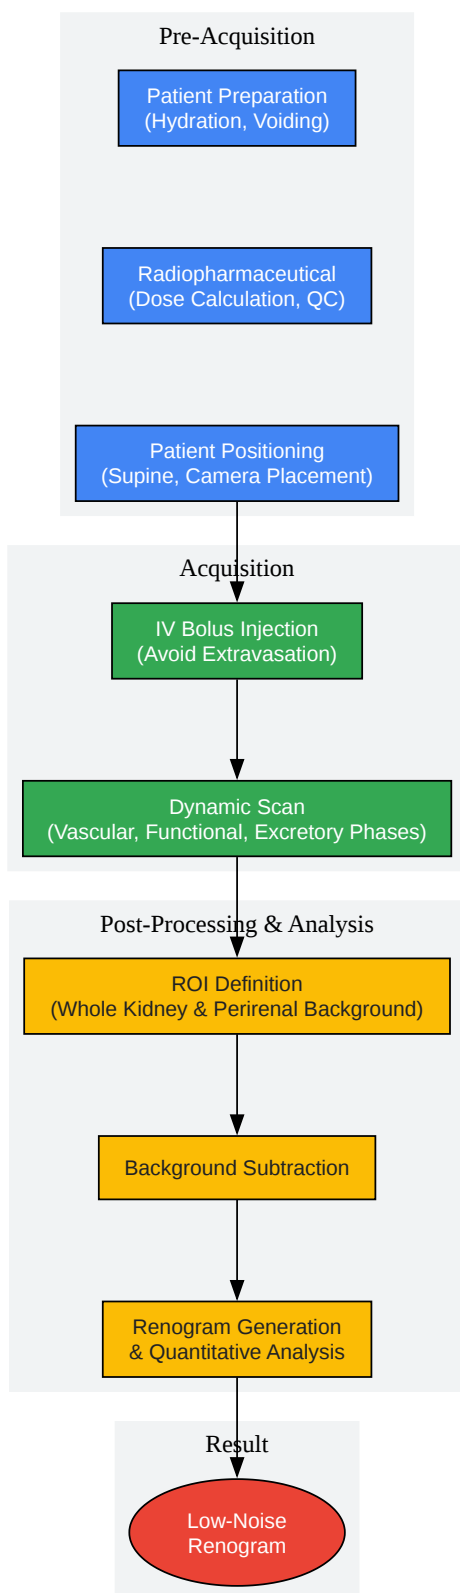 Pre-Acquisition
Patient Preparation
(Hydration, Voiding)
Radiopharmaceutical
(Dose Calculation, QC)
Patient Positioning
(Supine, Camera Placement)
Acquisition
IV Bolus Injection
(Avoid Extravasation)
Dynamic Scan
(Vascular, Functional, Excretory Phases)
Post-Processing & Analysis
ROI Definition
(Whole Kidney & Perirenal Background)
Background Subtraction
Renogram Generation
& Quantitative Analysis
Result
Low-Noise
Renogram